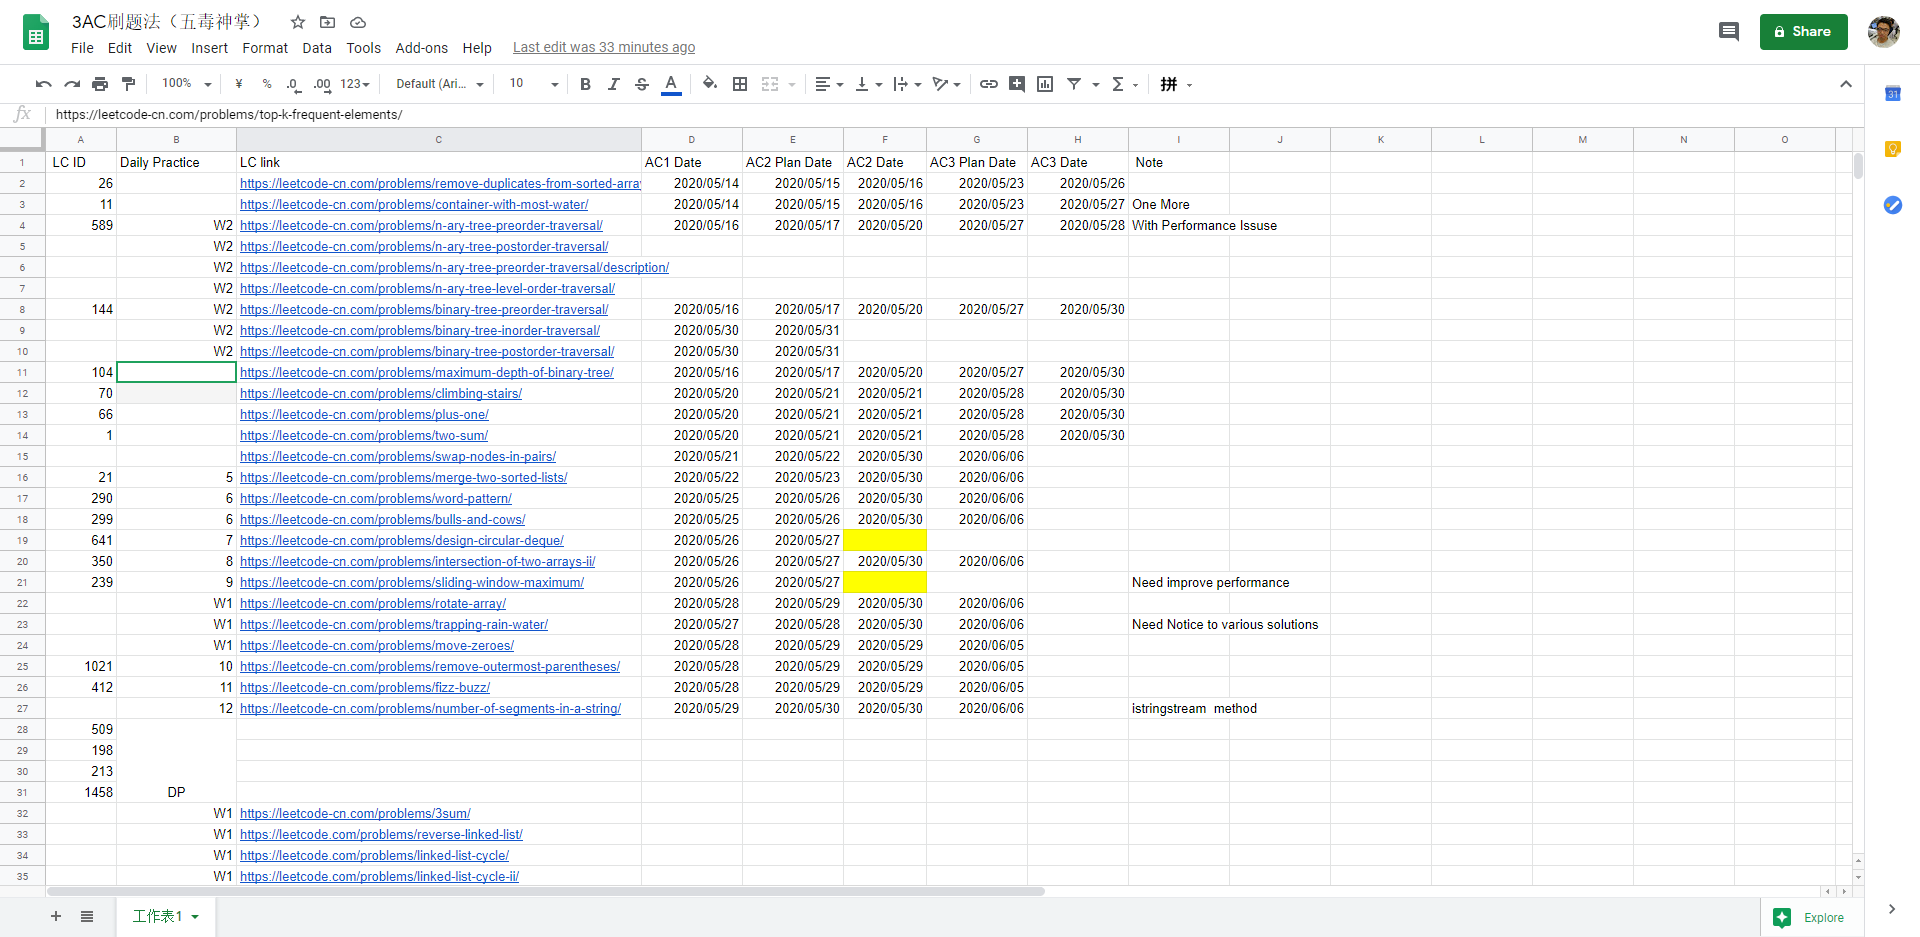 3AC刷题法（五毒神掌）
File Edit View Insert Format Data Tools Add-ons Help Last edit was 33 minutes ago
Share
100% ¥ % .0 .00 123 Default (Ari... 10 B I S A Σ 拼
31
fx https://leetcode-cn.com/problems/top-k-frequent-elements/
A B C D E F G H I J K L M N O
1 LC ID Daily Practice LC link AC1 Date AC2 Plan Date AC2 Date AC3 Plan Date AC3 Date Note
2 26 https://leetcode-cn.com/problems/remove-duplicates-from-sorted-array 2020/05/14 2020/05/15 2020/05/16 2020/05/23 2020/05/26
3 11 https://leetcode-cn.com/problems/container-with-most-water/ 2020/05/14 2020/05/15 2020/05/16 2020/05/23 2020/05/27 One More
4 589 W2 https://leetcode-cn.com/problems/n-ary-tree-preorder-traversal/ 2020/05/16 2020/05/17 2020/05/20 2020/05/27 2020/05/28 With Performance Issuse
5 W2 https://leetcode-cn.com/problems/n-ary-tree-postorder-traversal/
6 W2 https://leetcode-cn.com/problems/n-ary-tree-preorder-traversal/description/
7 W2 https://leetcode-cn.com/problems/n-ary-tree-level-order-traversal/
8 144 W2 https://leetcode-cn.com/problems/binary-tree-preorder-traversal/ 2020/05/16 2020/05/17 2020/05/20 2020/05/27 2020/05/30
9 W2 https://leetcode-cn.com/problems/binary-tree-inorder-traversal/ 2020/05/30 2020/05/31
10 W2 https://leetcode-cn.com/problems/binary-tree-postorder-traversal/ 2020/05/30 2020/05/31
11 104 https://leetcode-cn.com/problems/maximum-depth-of-binary-tree/ 2020/05/16 2020/05/17 2020/05/20 2020/05/27 2020/05/30
12 70 https://leetcode-cn.com/problems/climbing-stairs/ 2020/05/20 2020/05/21 2020/05/21 2020/05/28 2020/05/30
13 66 https://leetcode-cn.com/problems/plus-one/ 2020/05/20 2020/05/21 2020/05/21 2020/05/28 2020/05/30
14 1 https://leetcode-cn.com/problems/two-sum/ 2020/05/20 2020/05/21 2020/05/21 2020/05/28 2020/05/30
15 https://leetcode-cn.com/problems/swap-nodes-in-pairs/ 2020/05/21 2020/05/22 2020/05/30 2020/06/06
16 21 5 https://leetcode-cn.com/problems/merge-two-sorted-lists/ 2020/05/22 2020/05/23 2020/05/30 2020/06/06
17 290 6 https://leetcode-cn.com/problems/word-pattern/ 2020/05/25 2020/05/26 2020/05/30 2020/06/06
18 299 6 https://leetcode-cn.com/problems/bulls-and-cows/ 2020/05/25 2020/05/26 2020/05/30 2020/06/06
19 641 7 https://leetcode-cn.com/problems/design-circular-deque/ 2020/05/26 2020/05/27
20 350 8 https://leetcode-cn.com/problems/intersection-of-two-arrays-ii/ 2020/05/26 2020/05/27 2020/05/30 2020/06/06
21 239 9 https://leetcode-cn.com/problems/sliding-window-maximum/ 2020/05/26 2020/05/27 Need improve performance
22 W1 https://leetcode-cn.com/problems/rotate-array/ 2020/05/28 2020/05/29 2020/05/30 2020/06/06
23 W1 https://leetcode-cn.com/problems/trapping-rain-water/ 2020/05/27 2020/05/28 2020/05/30 2020/06/06 Need Notice to various solutions
24 W1 https://leetcode-cn.com/problems/move-zeroes/ 2020/05/28 2020/05/29 2020/05/29 2020/06/05
25 1021 10 https://leetcode-cn.com/problems/remove-outermost-parentheses/ 2020/05/28 2020/05/29 2020/05/29 2020/06/05
26 412 11 https://leetcode-cn.com/problems/fizz-buzz/ 2020/05/28 2020/05/29 2020/05/29 2020/06/05
27 12 https://leetcode-cn.com/problems/number-of-segments-in-a-string/ 2020/05/29 2020/05/30 2020/05/30 2020/06/06 istringstream method
28 509
29 198
30 213
31 1458 DP
32 W1 https://leetcode-cn.com/problems/3sum/
33 W1 https://leetcode.com/problems/reverse-linked-list/
34 W1 https://leetcode.com/problems/linked-list-cycle/
35 W1 https://leetcode.com/problems/linked-list-cycle-ii/
工作表1
Explore